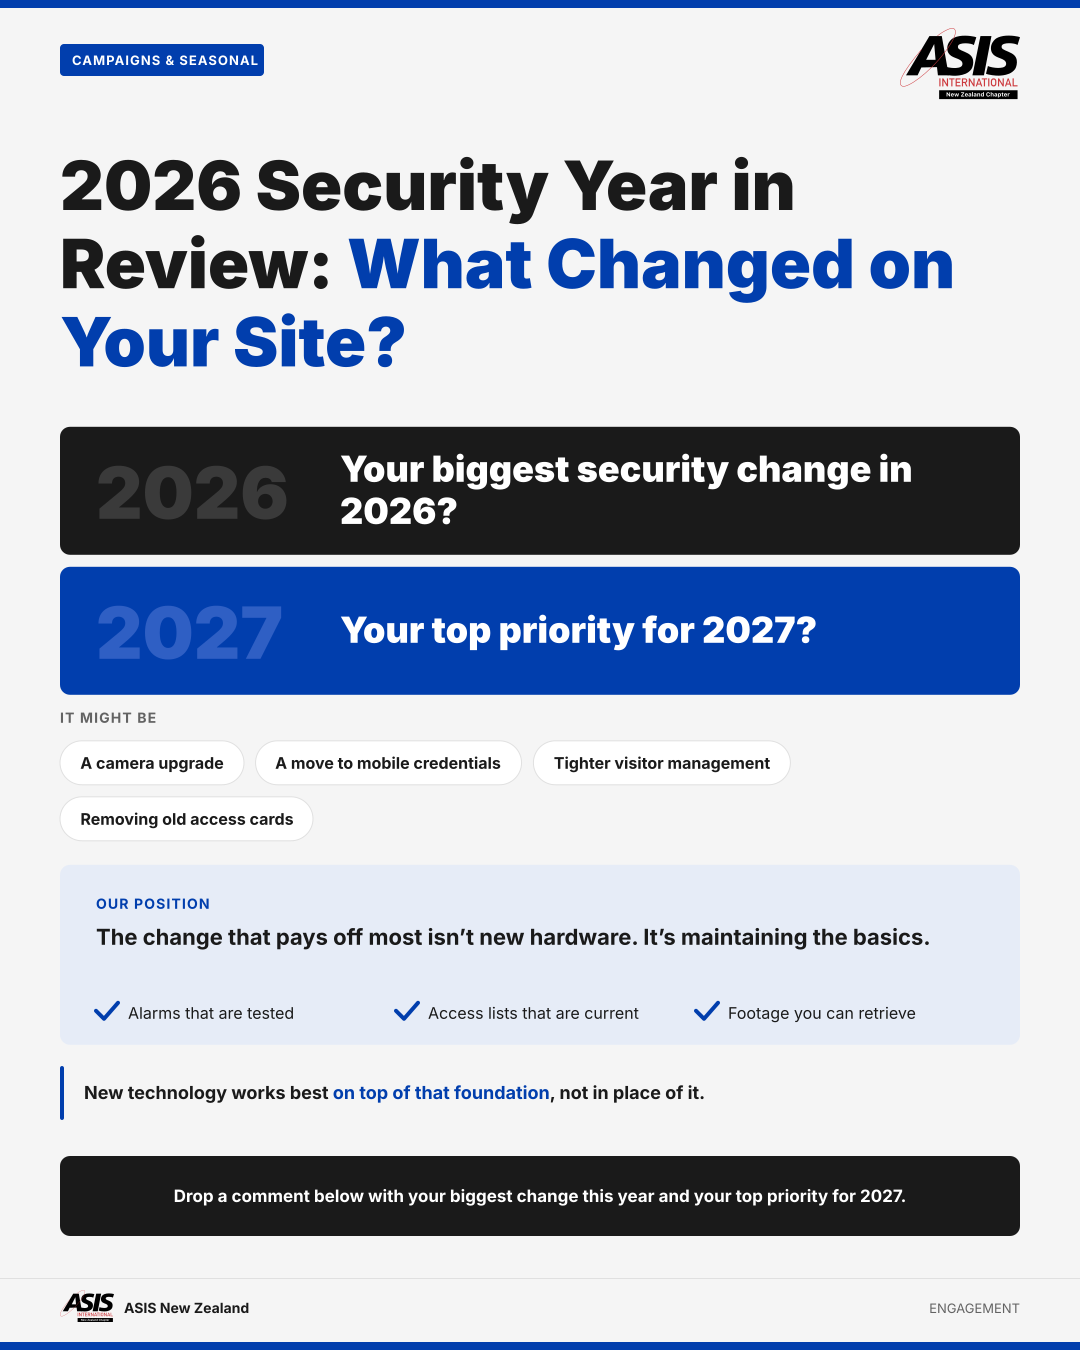 CAMPAIGNS & SEASONAL
ASIS
INTERNATIONAL
New Zealand Chapter
2026 Security Year in
Review: What Changed on
Your Site?
2026
Your biggest security change in
2026?
2027
Your top priority for 2027?
IT MIGHT BE
A camera upgrade
A move to mobile credentials
Tighter visitor management
Removing old access cards
OUR POSITION
The change that pays off most isn’t new hardware. It’s maintaining the basics.
Alarms that are tested
Access lists that are current
Footage you can retrieve
New technology works best on top of that foundation, not in place of it.
Drop a comment below with your biggest change this year and your top priority for 2027.
ASIS
INTERNATIONAL
New Zealand Chapter
ASIS New Zealand
ENGAGEMENT